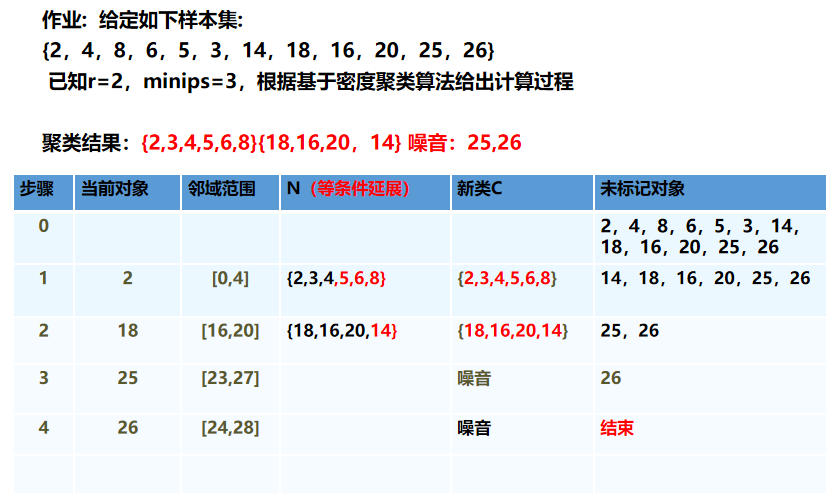 作业：给定如下样本集:
{2，4，8，6，5，3，14，18，16，20，25，26}
已知r=2，minips=3，根据基于密度聚类算法给出计算过程
聚类结果：{2,3,4,5,6,8}{18,16,20，14} 噪音：25,26
步骤 当前对象 邻域范围 N（等条件延展） 新类C 未标记对象
0 2，4，8，6，5，3，14，
18，16，20，25，26
1 2 [0,4] {2,3,4,5,6,8} {2,3,4,5,6,8} 14，18，16，20，25，26
2 18 [16,20] {18,16,20,14} {18,16,20,14} 25，26
3 25 [23,27] 噪音 26
4 26 [24,28] 噪音 结束